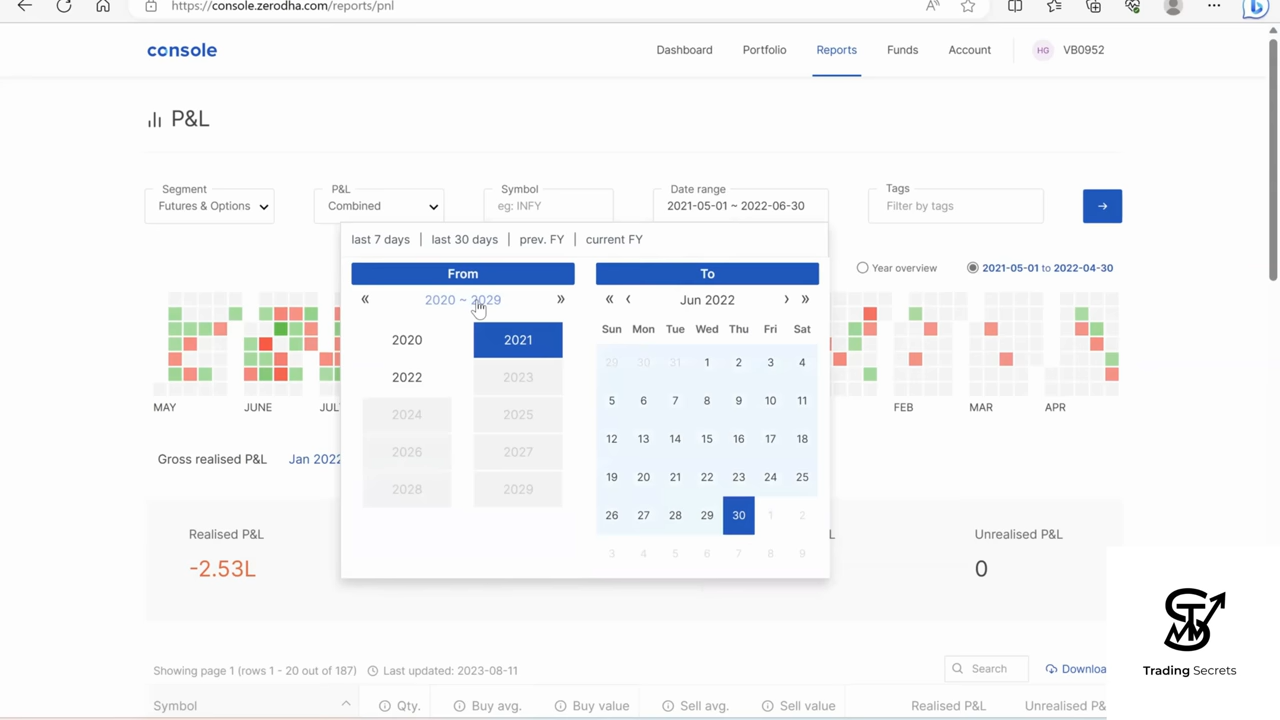 https://console.zerodha.com/reports/pnl
console
Dashboard
Portfolio
Reports
Funds
Account
HG
VB0952
P&L
Segment
Futures & Options
P&L
Combined
Symbol
eg: INFY
Date range
2021-05-01 ~ 2022-06-30
Tags
Filter by tags
last 7 days | last 30 days | prev. FY | current FY
From
« 2020 ~ 2029 »
2020 2021
2022 2023
2024 2025
2026 2027
2028 2029
To
« ‹ Jun 2022 › »
Sun Mon Tue Wed Thu Fri Sat
29 30 31 1 2 3 4
5 6 7 8 9 10 11
12 13 14 15 16 17 18
19 20 21 22 23 24 25
26 27 28 29 30 1 2
3 4 5 6 7 8 9
Year overview
2021-05-01 to 2022-04-30
MAY
JUNE
FEB
MAR
APR
Gross realised P&L
Jan 2022
Realised P&L
-2.53L
Unrealised P&L
0
Showing page 1 (rows 1 - 20 out of 187)
Last updated: 2023-08-11
Search
Symbol
Qty.
Buy avg.
Buy value
Sell avg.
Sell value
Realised P&L
Trading Secrets